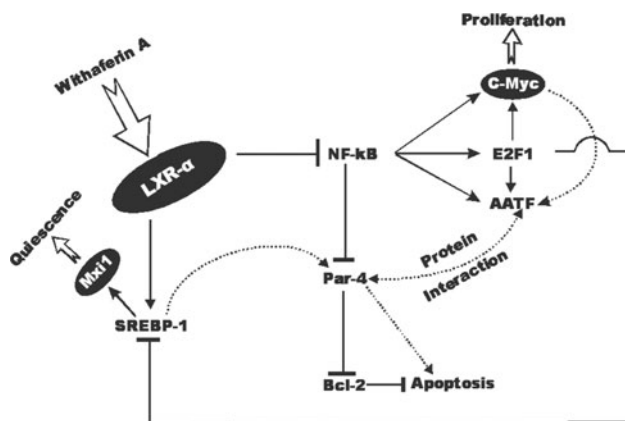 Proliferation
Withaferin A
C-Myc
LXR-α
NF-kB
E2F1
AATF
Quiescence
Mxi1
Protein
Interaction
Par-4
SREBP-1
Bcl-2
Apoptosis